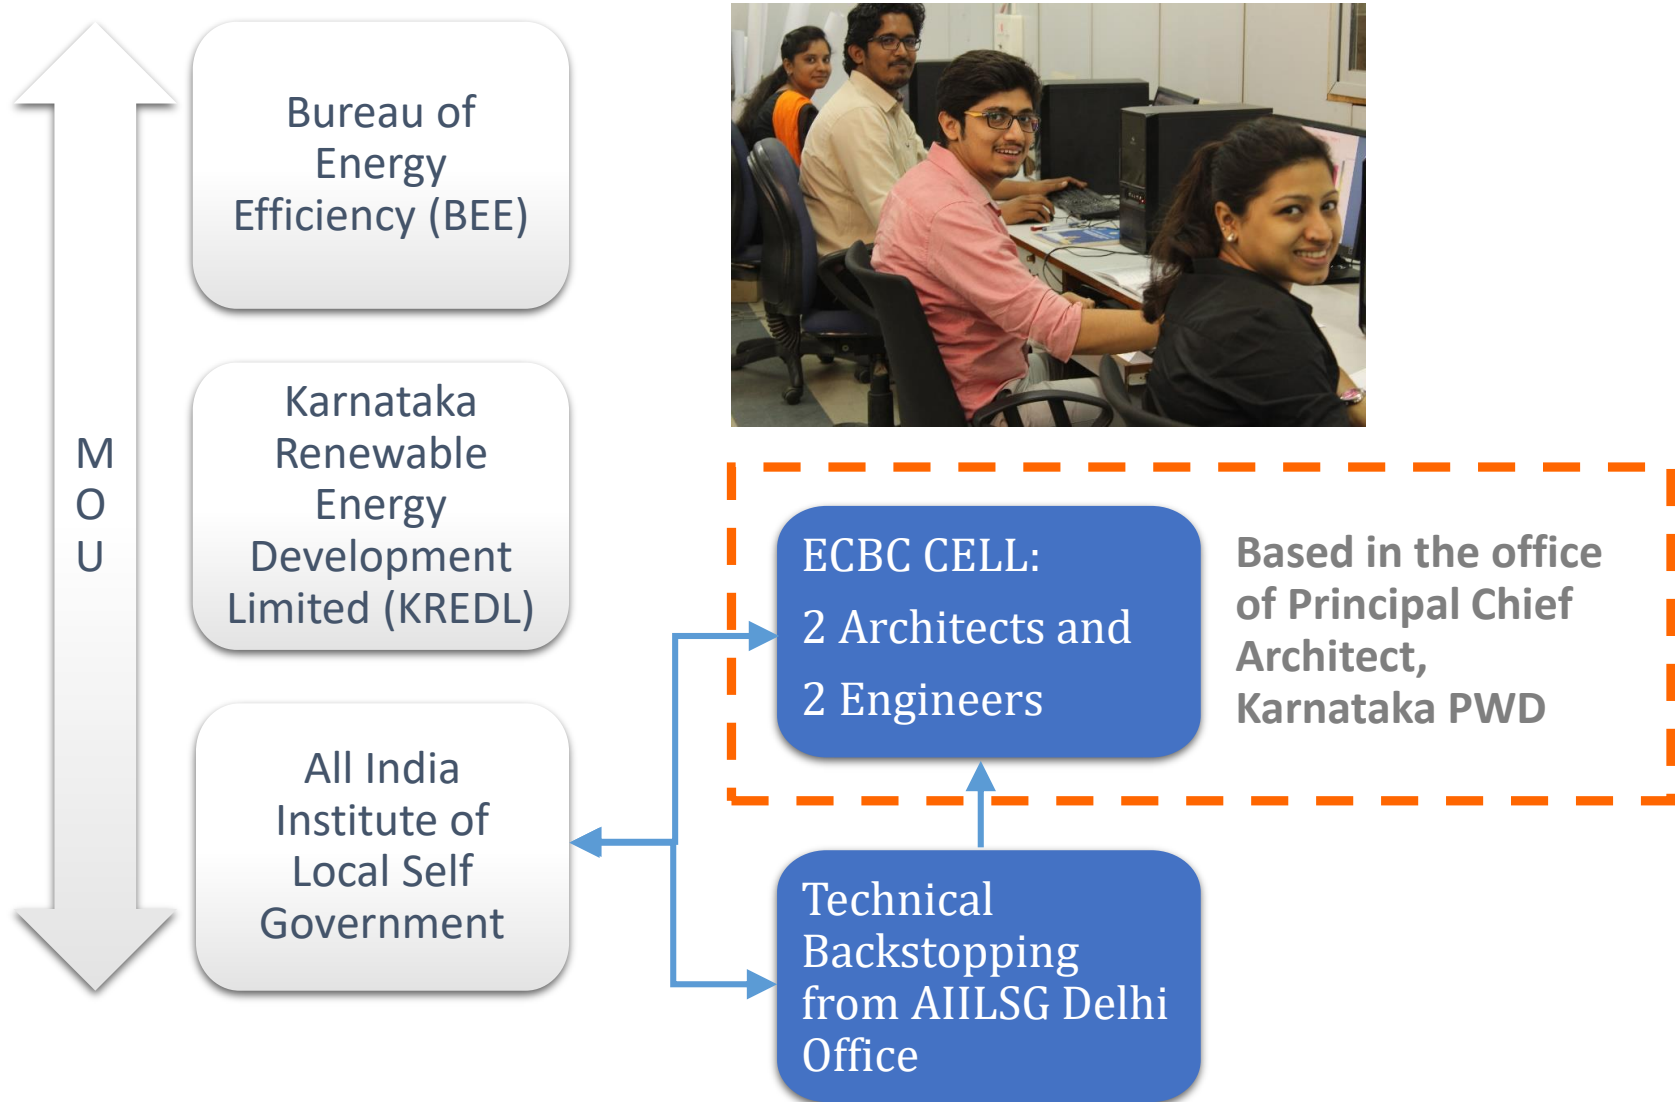 M
O
U
Bureau of
Energy
Efficiency (BEE)
Karnataka
Renewable
Energy
Development
Limited (KREDL)
All India
Institute of
Local Self
Government
ECBC CELL:
2 Architects and
2 Engineers
Based in the office
of Principal Chief
Architect,
Karnataka PWD
Technical
Backstopping
from AIILSG Delhi
Office